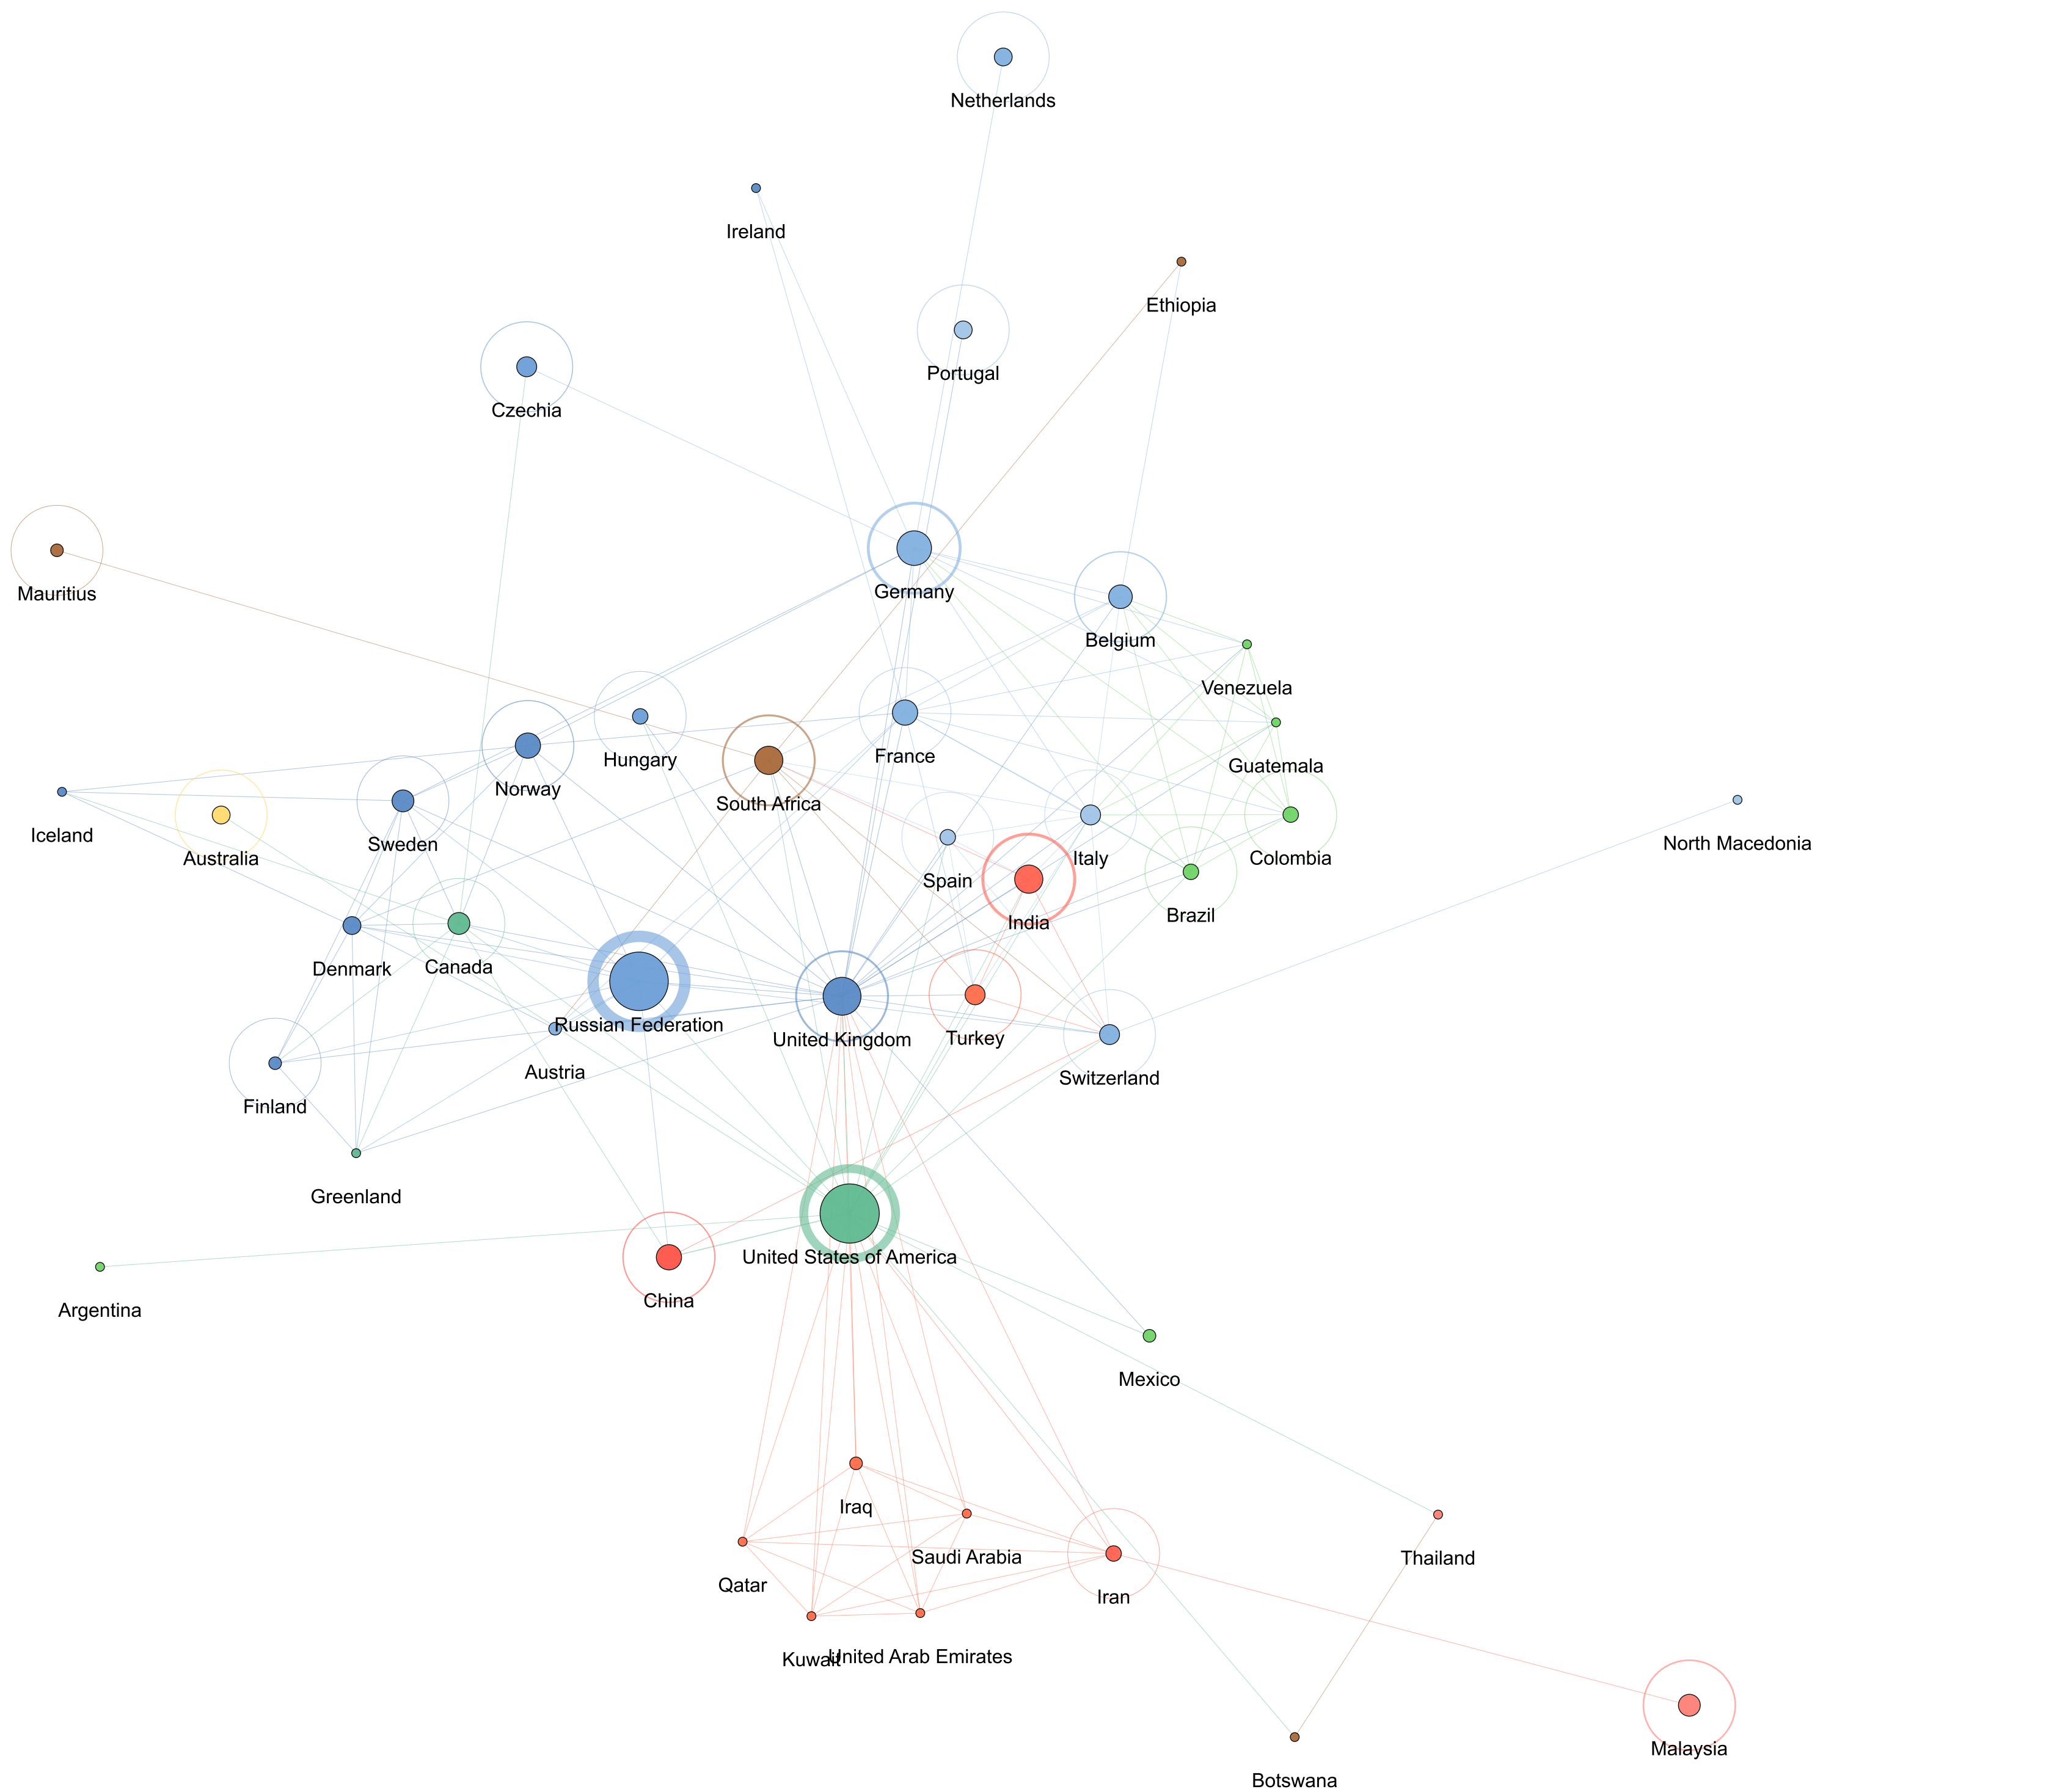 Netherlands
Ireland
Ethiopia
Portugal
Czechia
Germany
Mauritius
Belgium
Venezuela
France
Hungary
Guatemala
Norway
South Africa
Iceland
Sweden
North Macedonia
Australia
Italy
Colombia
Spain
Brazil
India
Denmark
Canada
Russian Federation
United Kingdom
Turkey
Austria
Switzerland
Finland
Greenland
United States of America
China
Argentina
Mexico
Iraq
Saudi Arabia
Thailand
Qatar
Iran
United Arab Emirates
Kuwait
Malaysia
Botswana